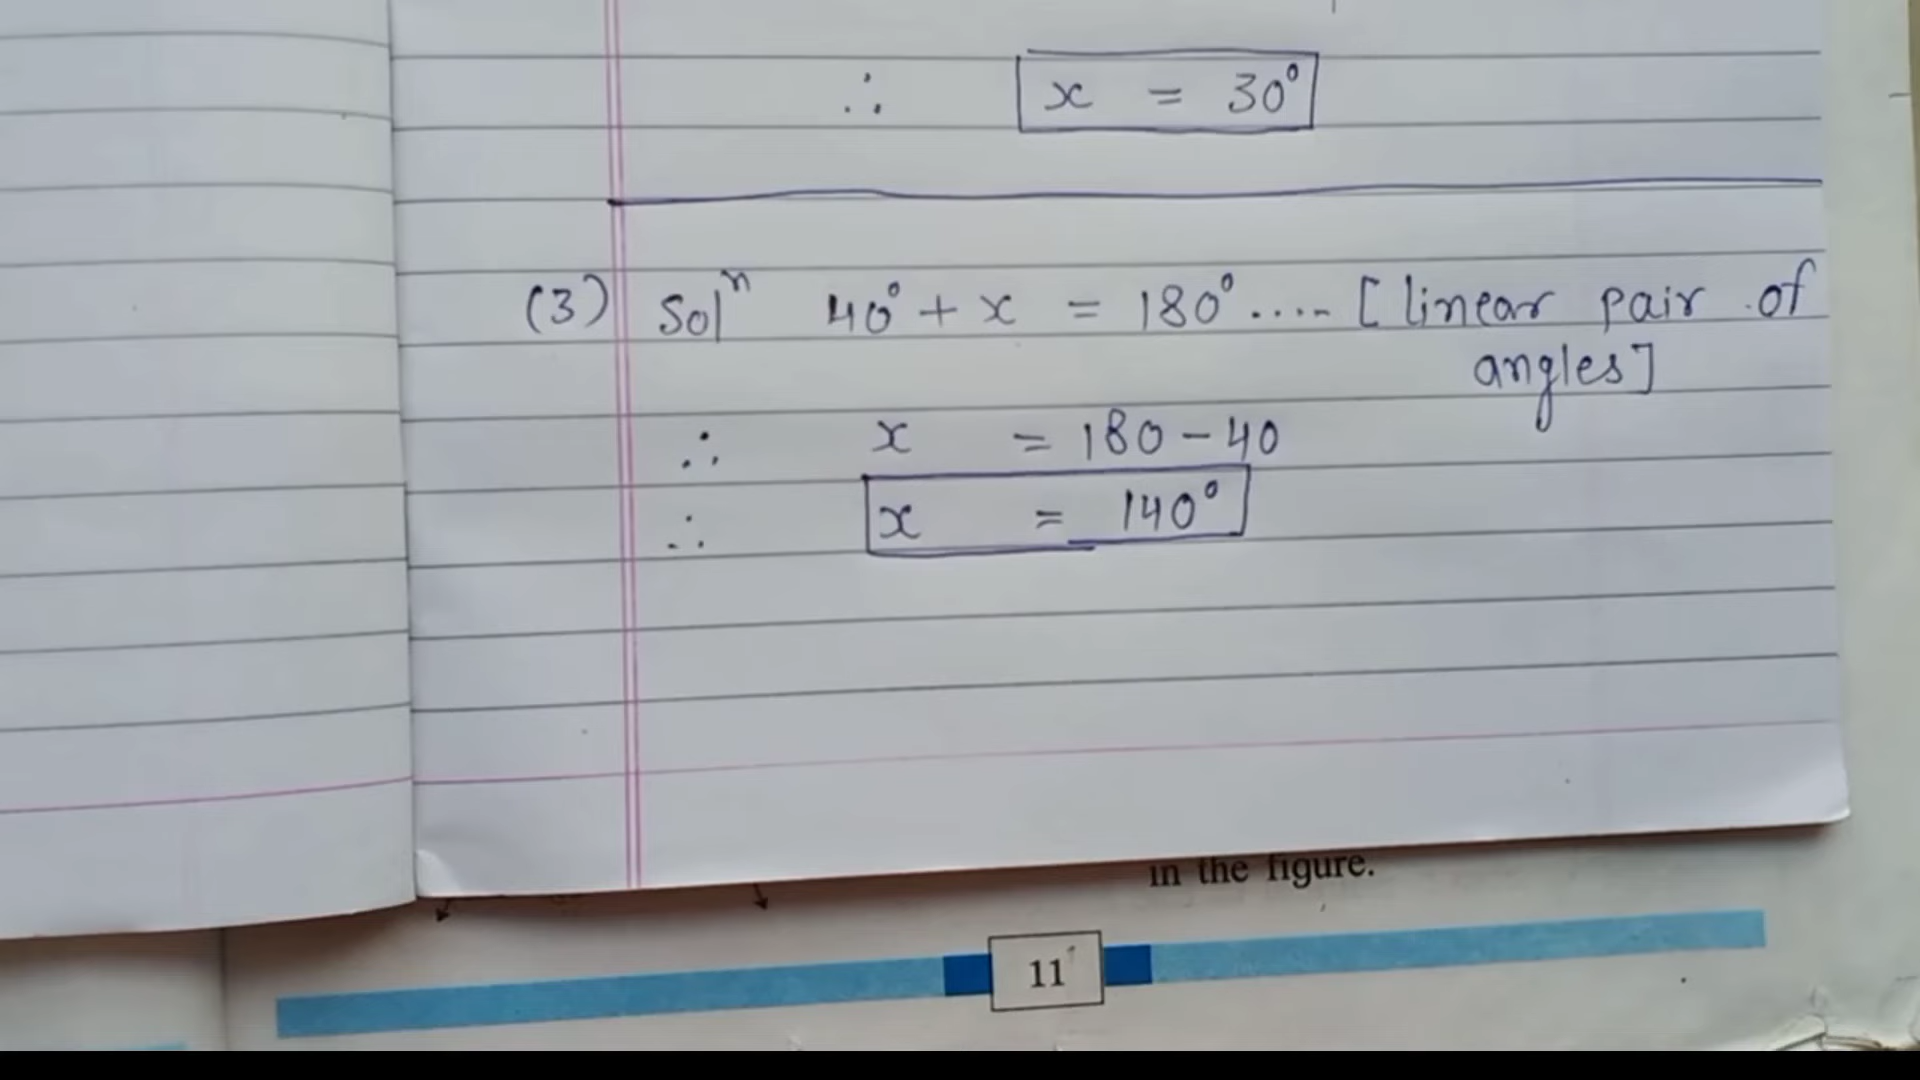 ∴ x = 30°
(3) Solⁿ 40° + x = 180° ..... [ linear pair of
angles ]
∴ x = 180 - 40
∴ x = 140°
in the figure.
11